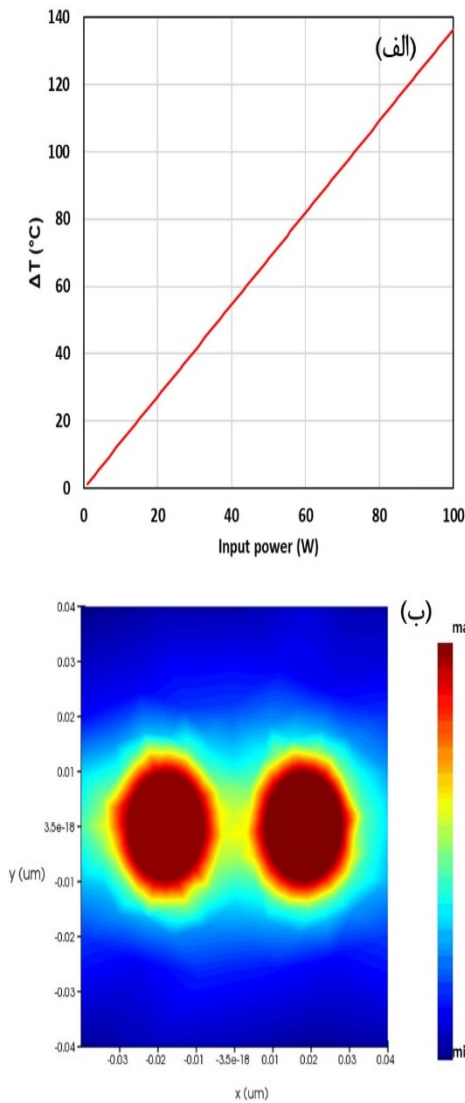 140
(الف)
120
100
80
60
40
20
0
ΔT (°C)
0 20 40 60 80 100
Input power (W)
(ب)
ma
0.04
0.03
0.02
0.01
3.5e-18
-0.01
-0.02
-0.03
-0.04
y (um)
mi
-0.03 -0.02 -0.01 -3.5e-18 0.01 0.02 0.03 0.04
x (um)